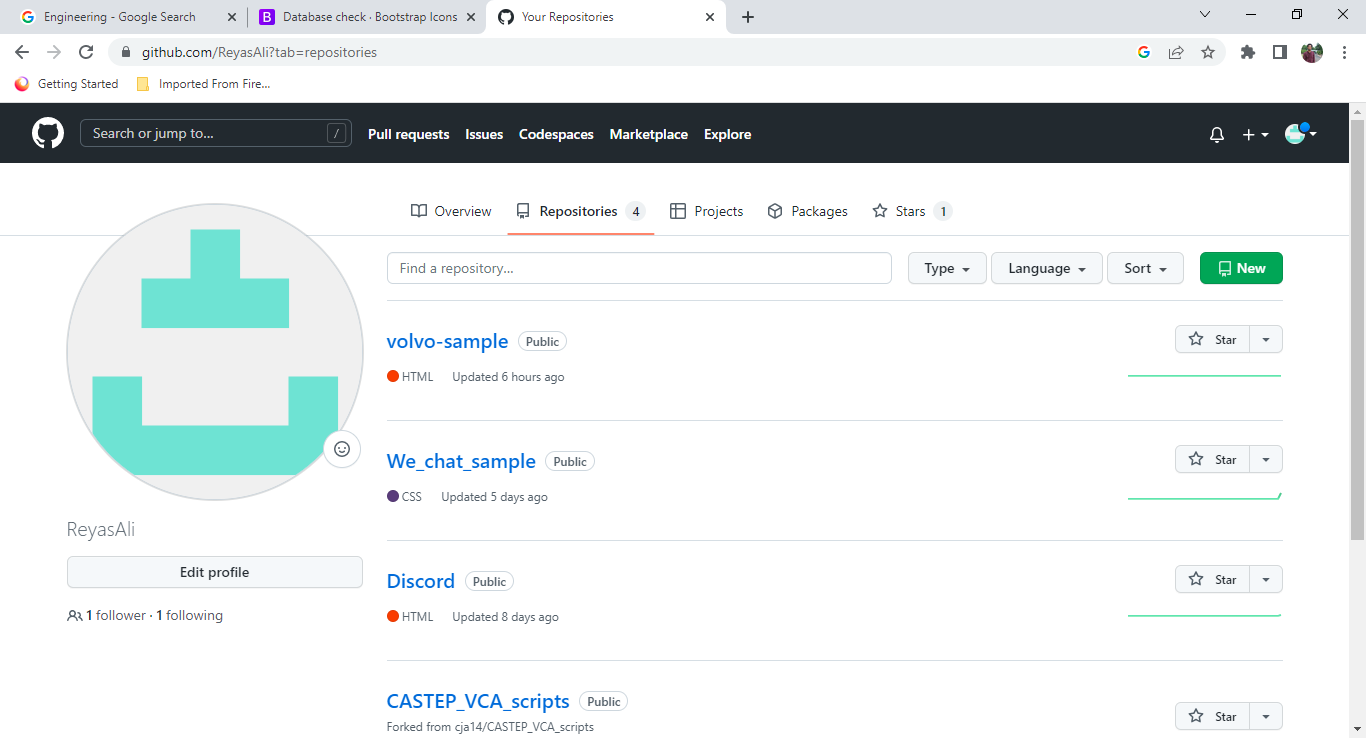 Engineering - Google Search
Database check · Bootstrap Icons
Your Repositories
github.com/ReyasAli?tab=repositories
Getting Started
Imported From Fire...
Search or jump to... /
Pull requests Issues Codespaces Marketplace Explore
Overview Repositories 4 Projects Packages Stars 1
Find a repository... Type Language Sort New
volvo-sample Public Star
HTML Updated 6 hours ago
We_chat_sample Public Star
CSS Updated 5 days ago
ReyasAli
Edit profile
1 follower · 1 following
Discord Public Star
HTML Updated 8 days ago
CASTEP_VCA_scripts Public Star
Forked from cja14/CASTEP_VCA_scripts